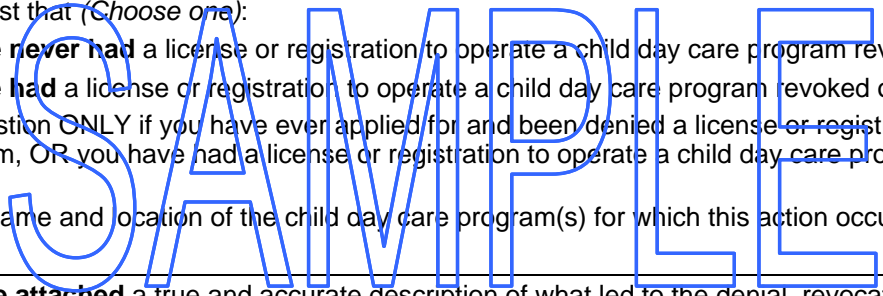 st that (Choose one):
never had a license or registration to operate a child day care program rev
had a license or registration to operate a child day care program revoked o
stion ONLY if you have ever applied for and been denied a license or regist
m, OR you have had a license or registration to operate a child day care pro
ame and location of the child day care program(s) for which this action occu
attached a true and accurate description of what led to the denial, revoca
SAMPLE